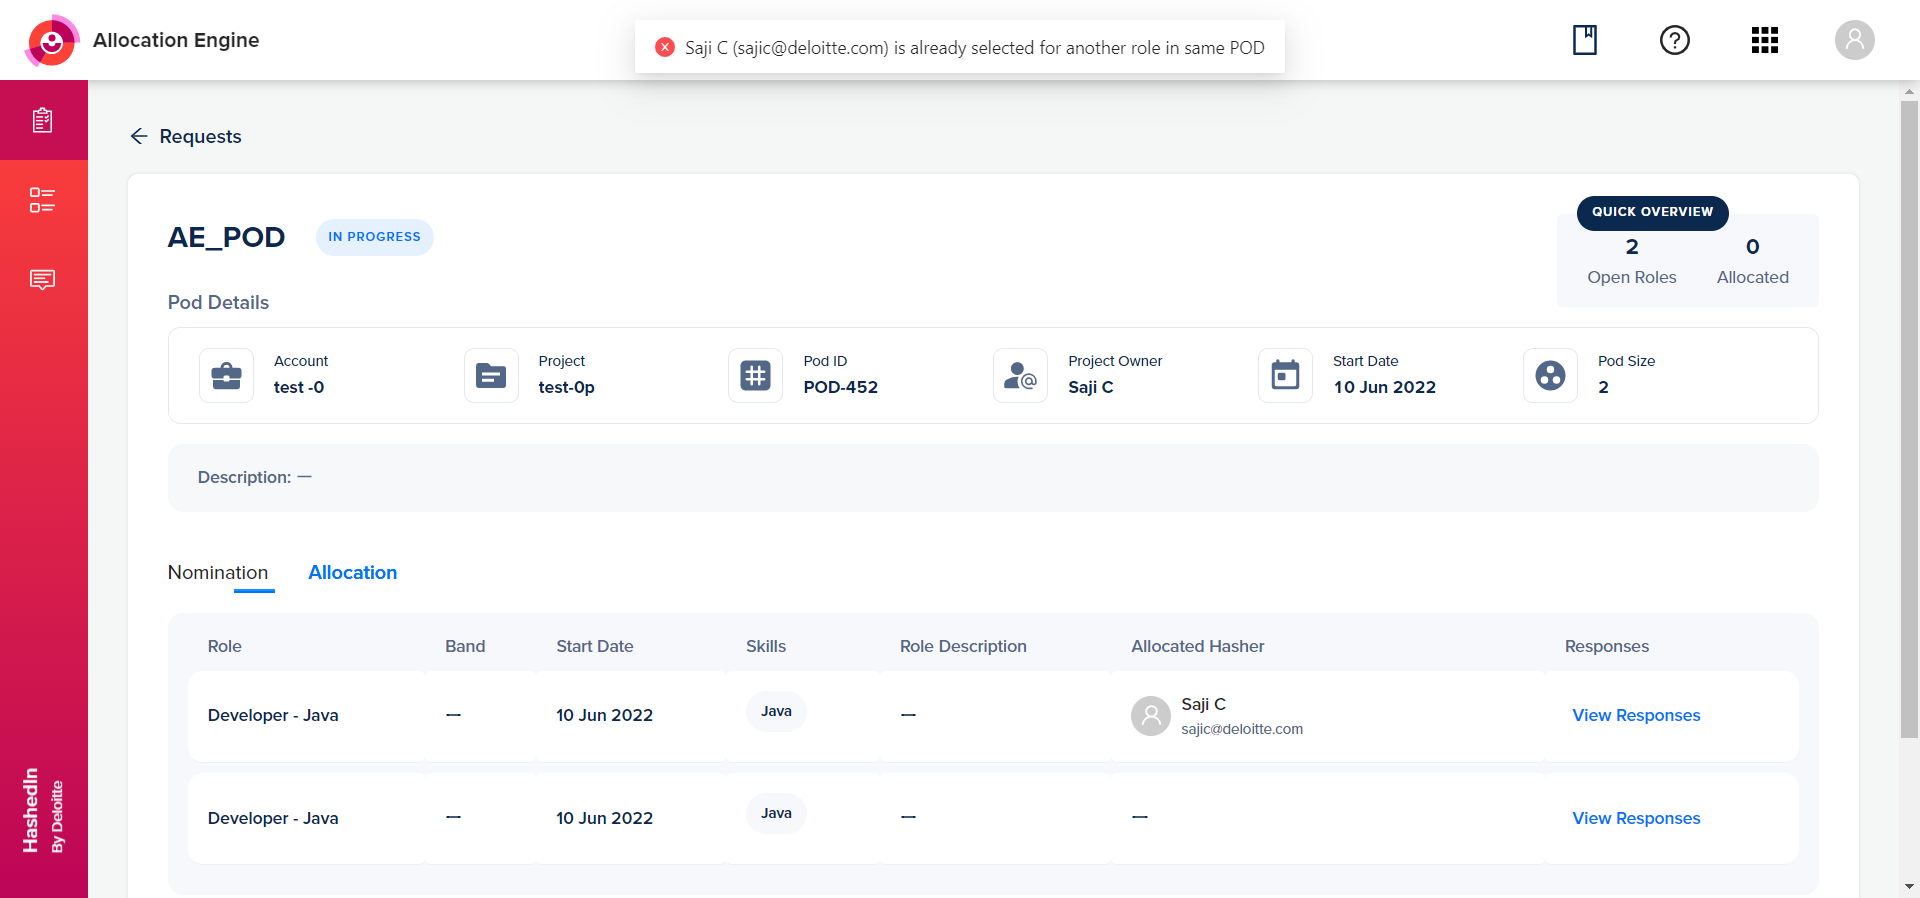 Allocation Engine
Saji C (sajic@deloitte.com) is already selected for another role in same POD
Requests
AE_POD
IN PROGRESS
QUICK OVERVIEW
2 0
Open Roles Allocated
Pod Details
Account Project Pod ID Project Owner Start Date Pod Size
test -0 test-0p POD-452 Saji C 10 Jun 2022 2
Description: —
Nomination Allocation
Role Band Start Date Skills Role Description Allocated Hasher Responses
Developer - Java — 10 Jun 2022 Java — Saji C View Responses
sajic@deloitte.com
Developer - Java — 10 Jun 2022 Java — — View Responses
HashedIn
By Deloitte